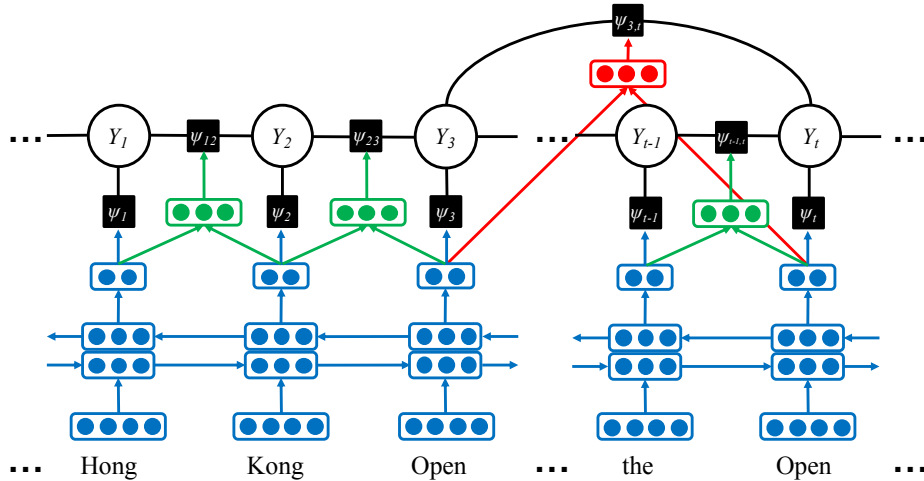 ψ3,t
... Y1 ψ12 Y2 ψ23 Y3 ... Yt-1 ψt-1,t Yt ...
ψ1 ψ2 ψ3 ψt-1 ψt
... Hong Kong Open ... the Open ...